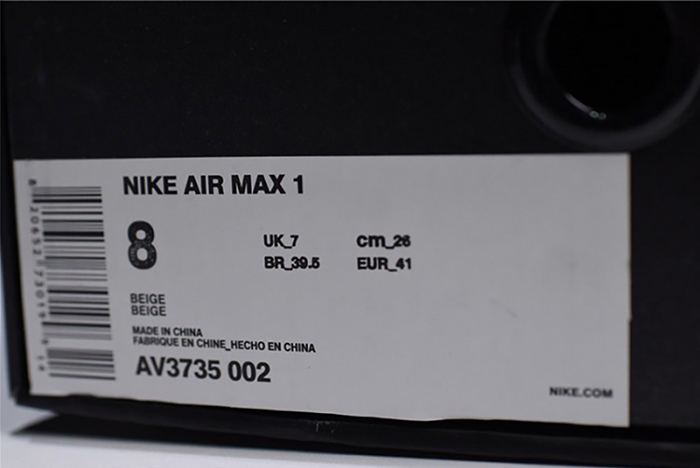 NIKE AIR MAX 1
8
UK_7 cm_26
BR_39.5 EUR_41
BEIGE
BEIGE
MADE IN CHINA
FABRIQUE EN CHINE_HECHO EN CHINA
AV3735 002
NIKE.COM